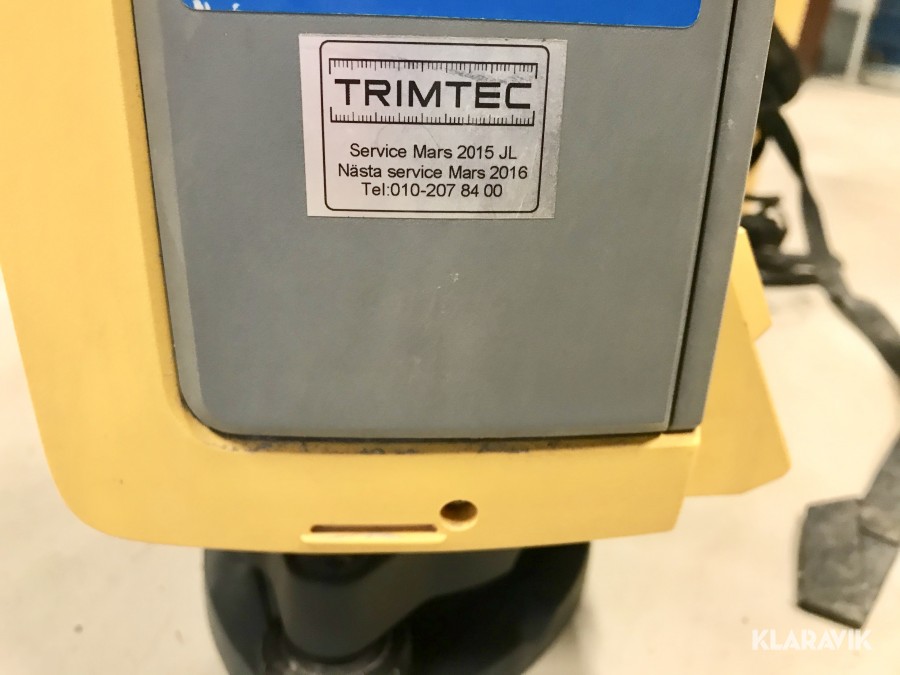 TRIMTEC
Service Mars 2015 JL
Nästa service Mars 2016
Tel:010-207 84 00
KLARAVIK